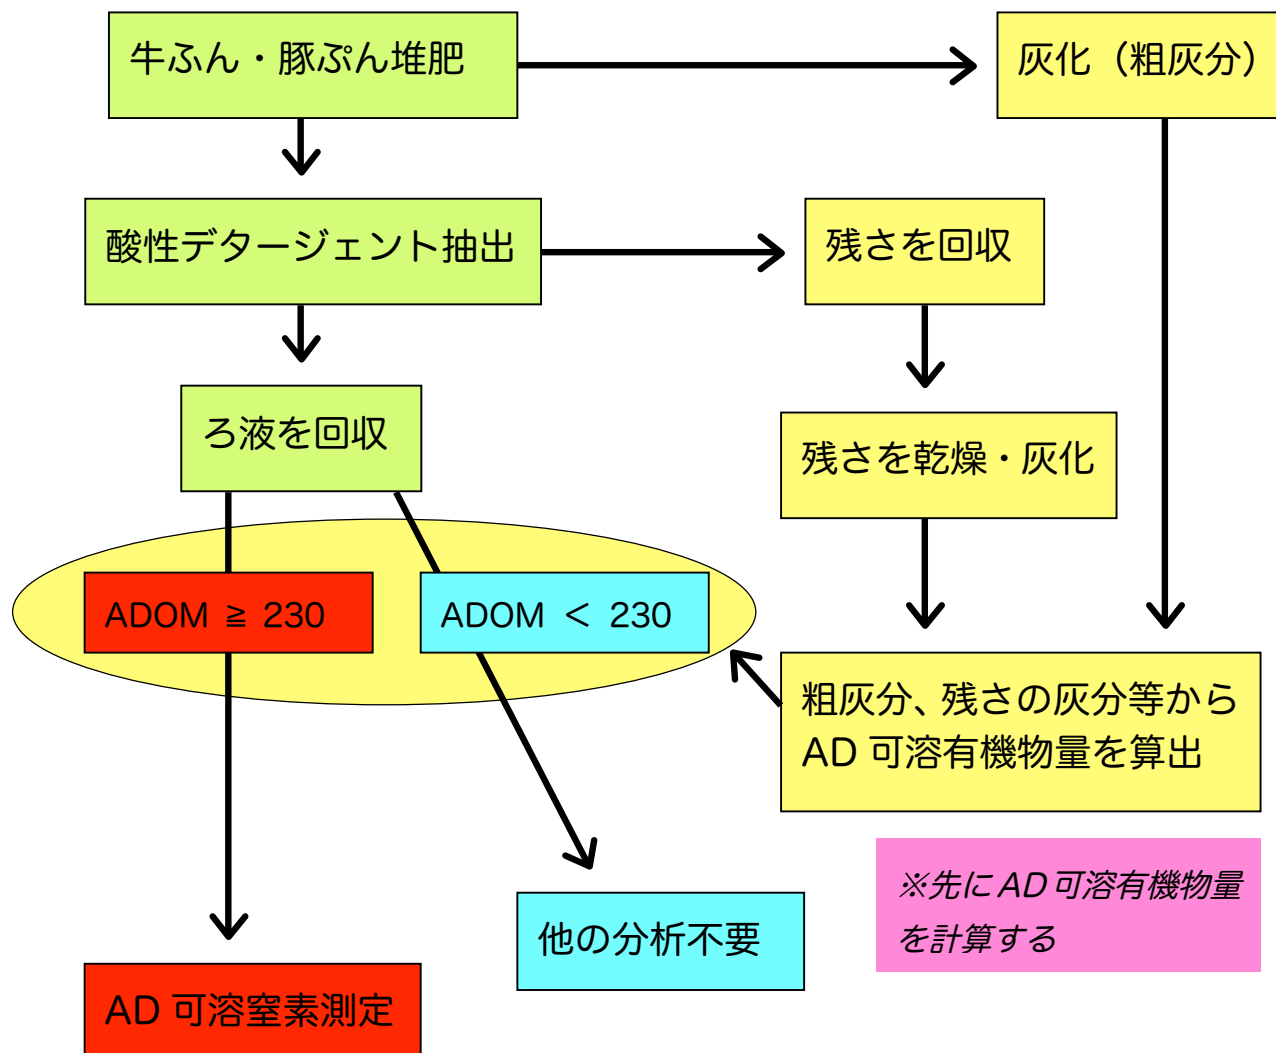 牛ふん・豚ぷん堆肥
灰化（粗灰分）
酸性デタージェント抽出
残さを回収
ろ液を回収
残さを乾燥・灰化
ADOM ≧ 230
ADOM < 230
粗灰分、残さの灰分等から
AD 可溶有機物量を算出
※先に AD 可溶有機物量
を計算する
他の分析不要
AD 可溶窒素測定